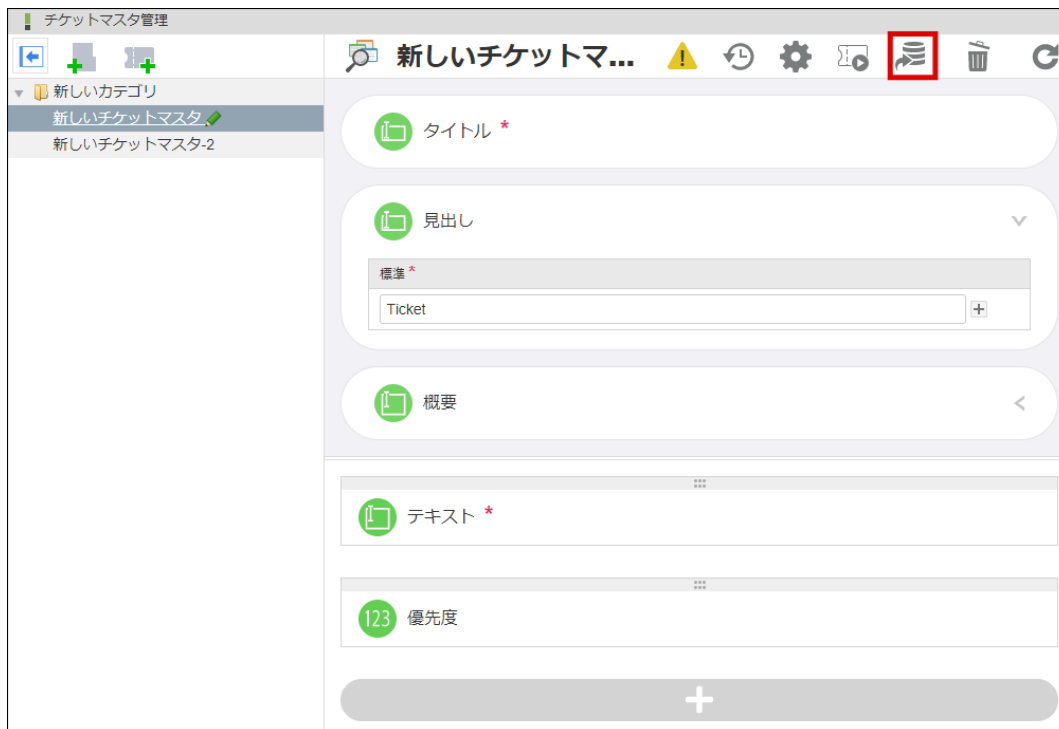 チケットマスタ管理
新しいチケットマ...
新しいカテゴリ
新しいチケットマスタ
新しいチケットマスタ-2
タイトル *
見出し
標準 *
Ticket
概要
テキスト *
123 優先度